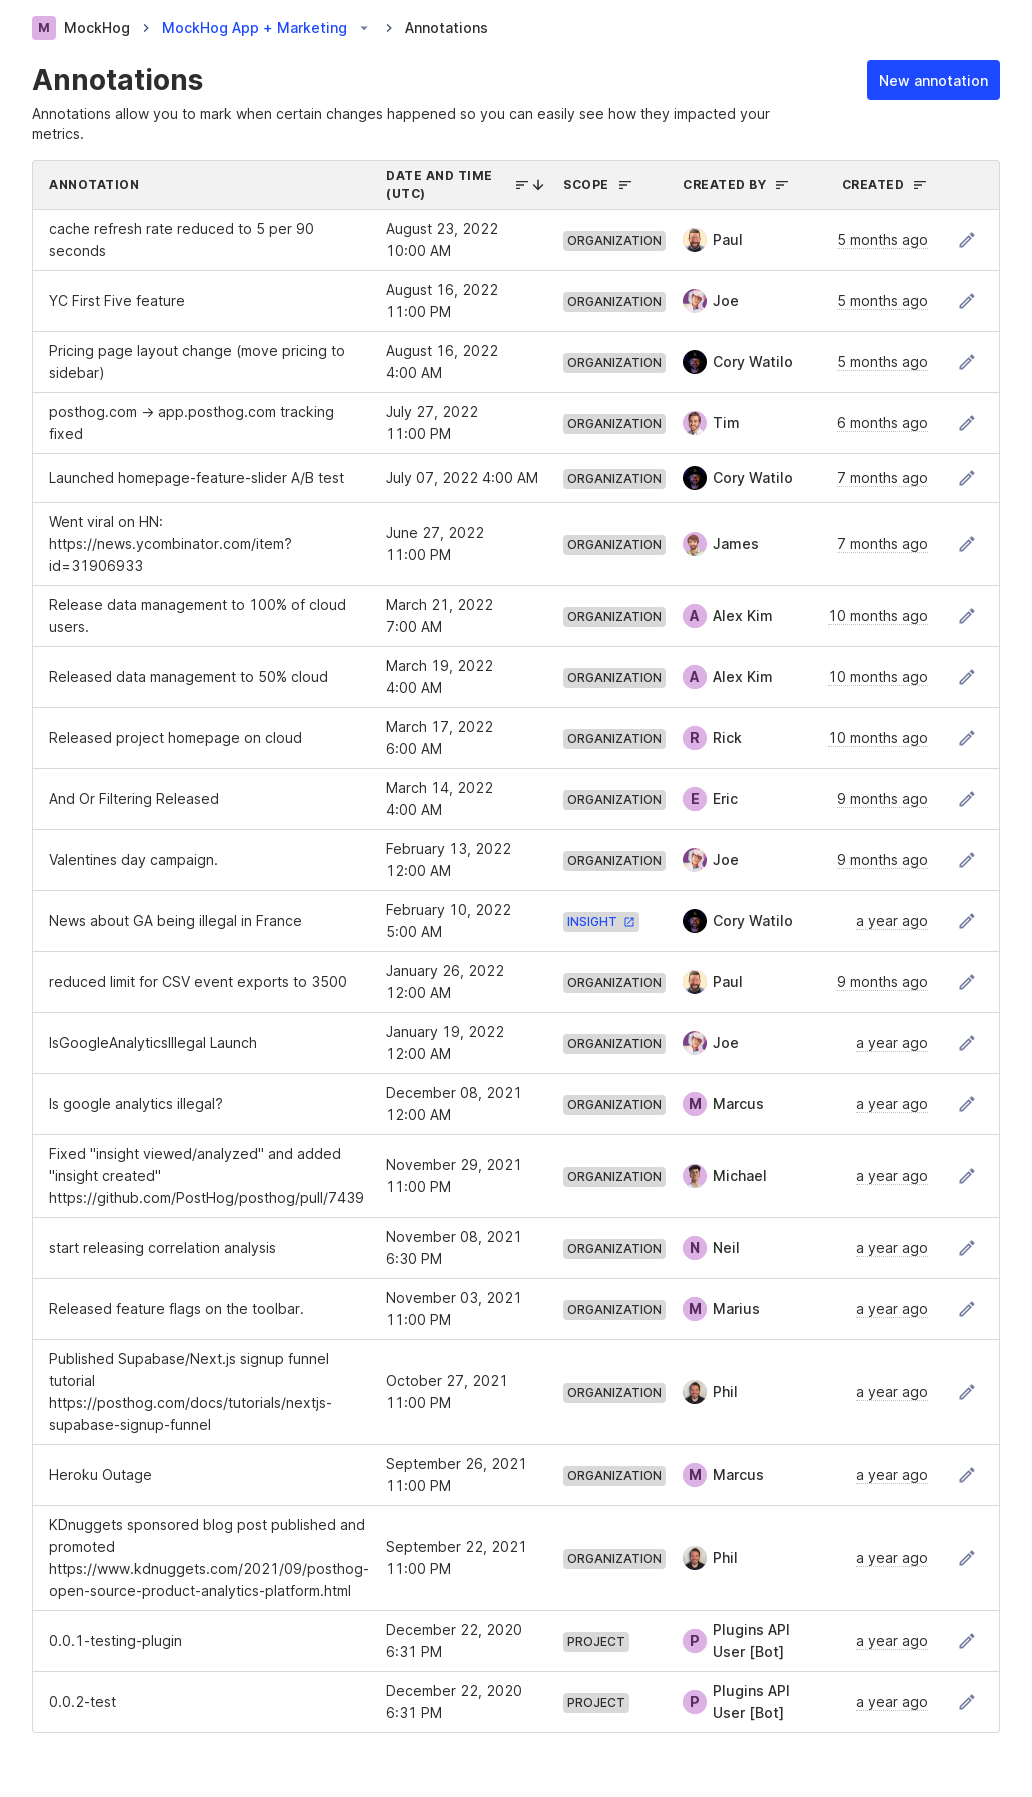 M MockHog > MockHog App + Marketing > Annotations
Annotations
New annotation
Annotations allow you to mark when certain changes happened so you can easily see how they impacted your
metrics.
ANNOTATION
DATE AND TIME
(UTC)
SCOPE
CREATED BY
CREATED
cache refresh rate reduced to 5 per 90
seconds
August 23, 2022
10:00 AM
ORGANIZATION
Paul
5 months ago
YC First Five feature
August 16, 2022
11:00 PM
ORGANIZATION
Joe
5 months ago
Pricing page layout change (move pricing to
sidebar)
August 16, 2022
4:00 AM
ORGANIZATION
Cory Watilo
5 months ago
posthog.com → app.posthog.com tracking
fixed
July 27, 2022
11:00 PM
ORGANIZATION
Tim
6 months ago
Launched homepage-feature-slider A/B test
July 07, 2022 4:00 AM
ORGANIZATION
Cory Watilo
7 months ago
Went viral on HN:
https://news.ycombinator.com/item?
id=31906933
June 27, 2022
11:00 PM
ORGANIZATION
James
7 months ago
Release data management to 100% of cloud
users.
March 21, 2022
7:00 AM
ORGANIZATION
A Alex Kim
10 months ago
Released data management to 50% cloud
March 19, 2022
4:00 AM
ORGANIZATION
A Alex Kim
10 months ago
Released project homepage on cloud
March 17, 2022
6:00 AM
ORGANIZATION
R Rick
10 months ago
And Or Filtering Released
March 14, 2022
4:00 AM
ORGANIZATION
E Eric
9 months ago
Valentines day campaign.
February 13, 2022
12:00 AM
ORGANIZATION
Joe
9 months ago
News about GA being illegal in France
February 10, 2022
5:00 AM
INSIGHT
Cory Watilo
a year ago
reduced limit for CSV event exports to 3500
January 26, 2022
12:00 AM
ORGANIZATION
Paul
9 months ago
IsGoogleAnalyticsIllegal Launch
January 19, 2022
12:00 AM
ORGANIZATION
Joe
a year ago
Is google analytics illegal?
December 08, 2021
12:00 AM
ORGANIZATION
M Marcus
a year ago
Fixed "insight viewed/analyzed" and added
"insight created"
https://github.com/PostHog/posthog/pull/7439
November 29, 2021
11:00 PM
ORGANIZATION
Michael
a year ago
start releasing correlation analysis
November 08, 2021
6:30 PM
ORGANIZATION
N Neil
a year ago
Released feature flags on the toolbar.
November 03, 2021
11:00 PM
ORGANIZATION
M Marius
a year ago
Published Supabase/Next.js signup funnel
tutorial
https://posthog.com/docs/tutorials/nextjs-
supabase-signup-funnel
October 27, 2021
11:00 PM
ORGANIZATION
Phil
a year ago
Heroku Outage
September 26, 2021
11:00 PM
ORGANIZATION
M Marcus
a year ago
KDnuggets sponsored blog post published and
promoted
https://www.kdnuggets.com/2021/09/posthog-
open-source-product-analytics-platform.html
September 22, 2021
11:00 PM
ORGANIZATION
Phil
a year ago
0.0.1-testing-plugin
December 22, 2020
6:31 PM
PROJECT
P Plugins API
User [Bot]
a year ago
0.0.2-test
December 22, 2020
6:31 PM
PROJECT
P Plugins API
User [Bot]
a year ago